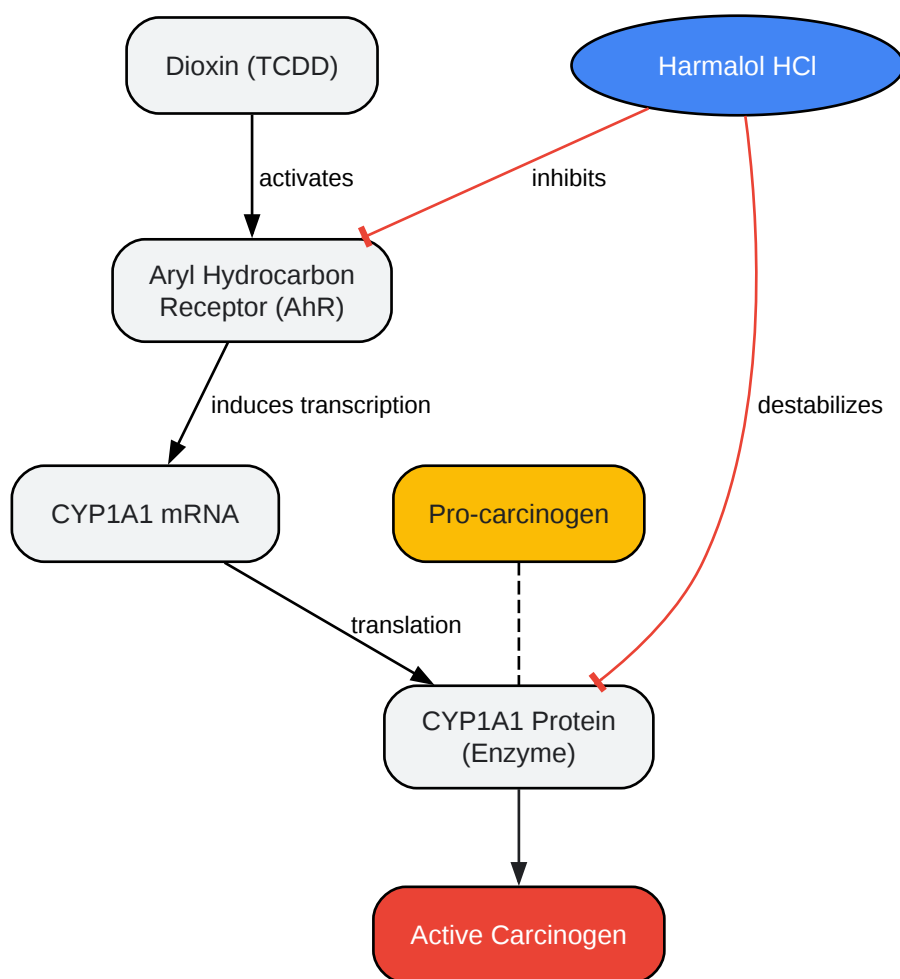 Dioxin (TCDD)
Harmalol HCl
activates
inhibits
Aryl Hydrocarbon
Receptor (AhR)
induces transcription
destabilizes
CYP1A1 mRNA
Pro-carcinogen
translation
CYP1A1 Protein
(Enzyme)
Active Carcinogen